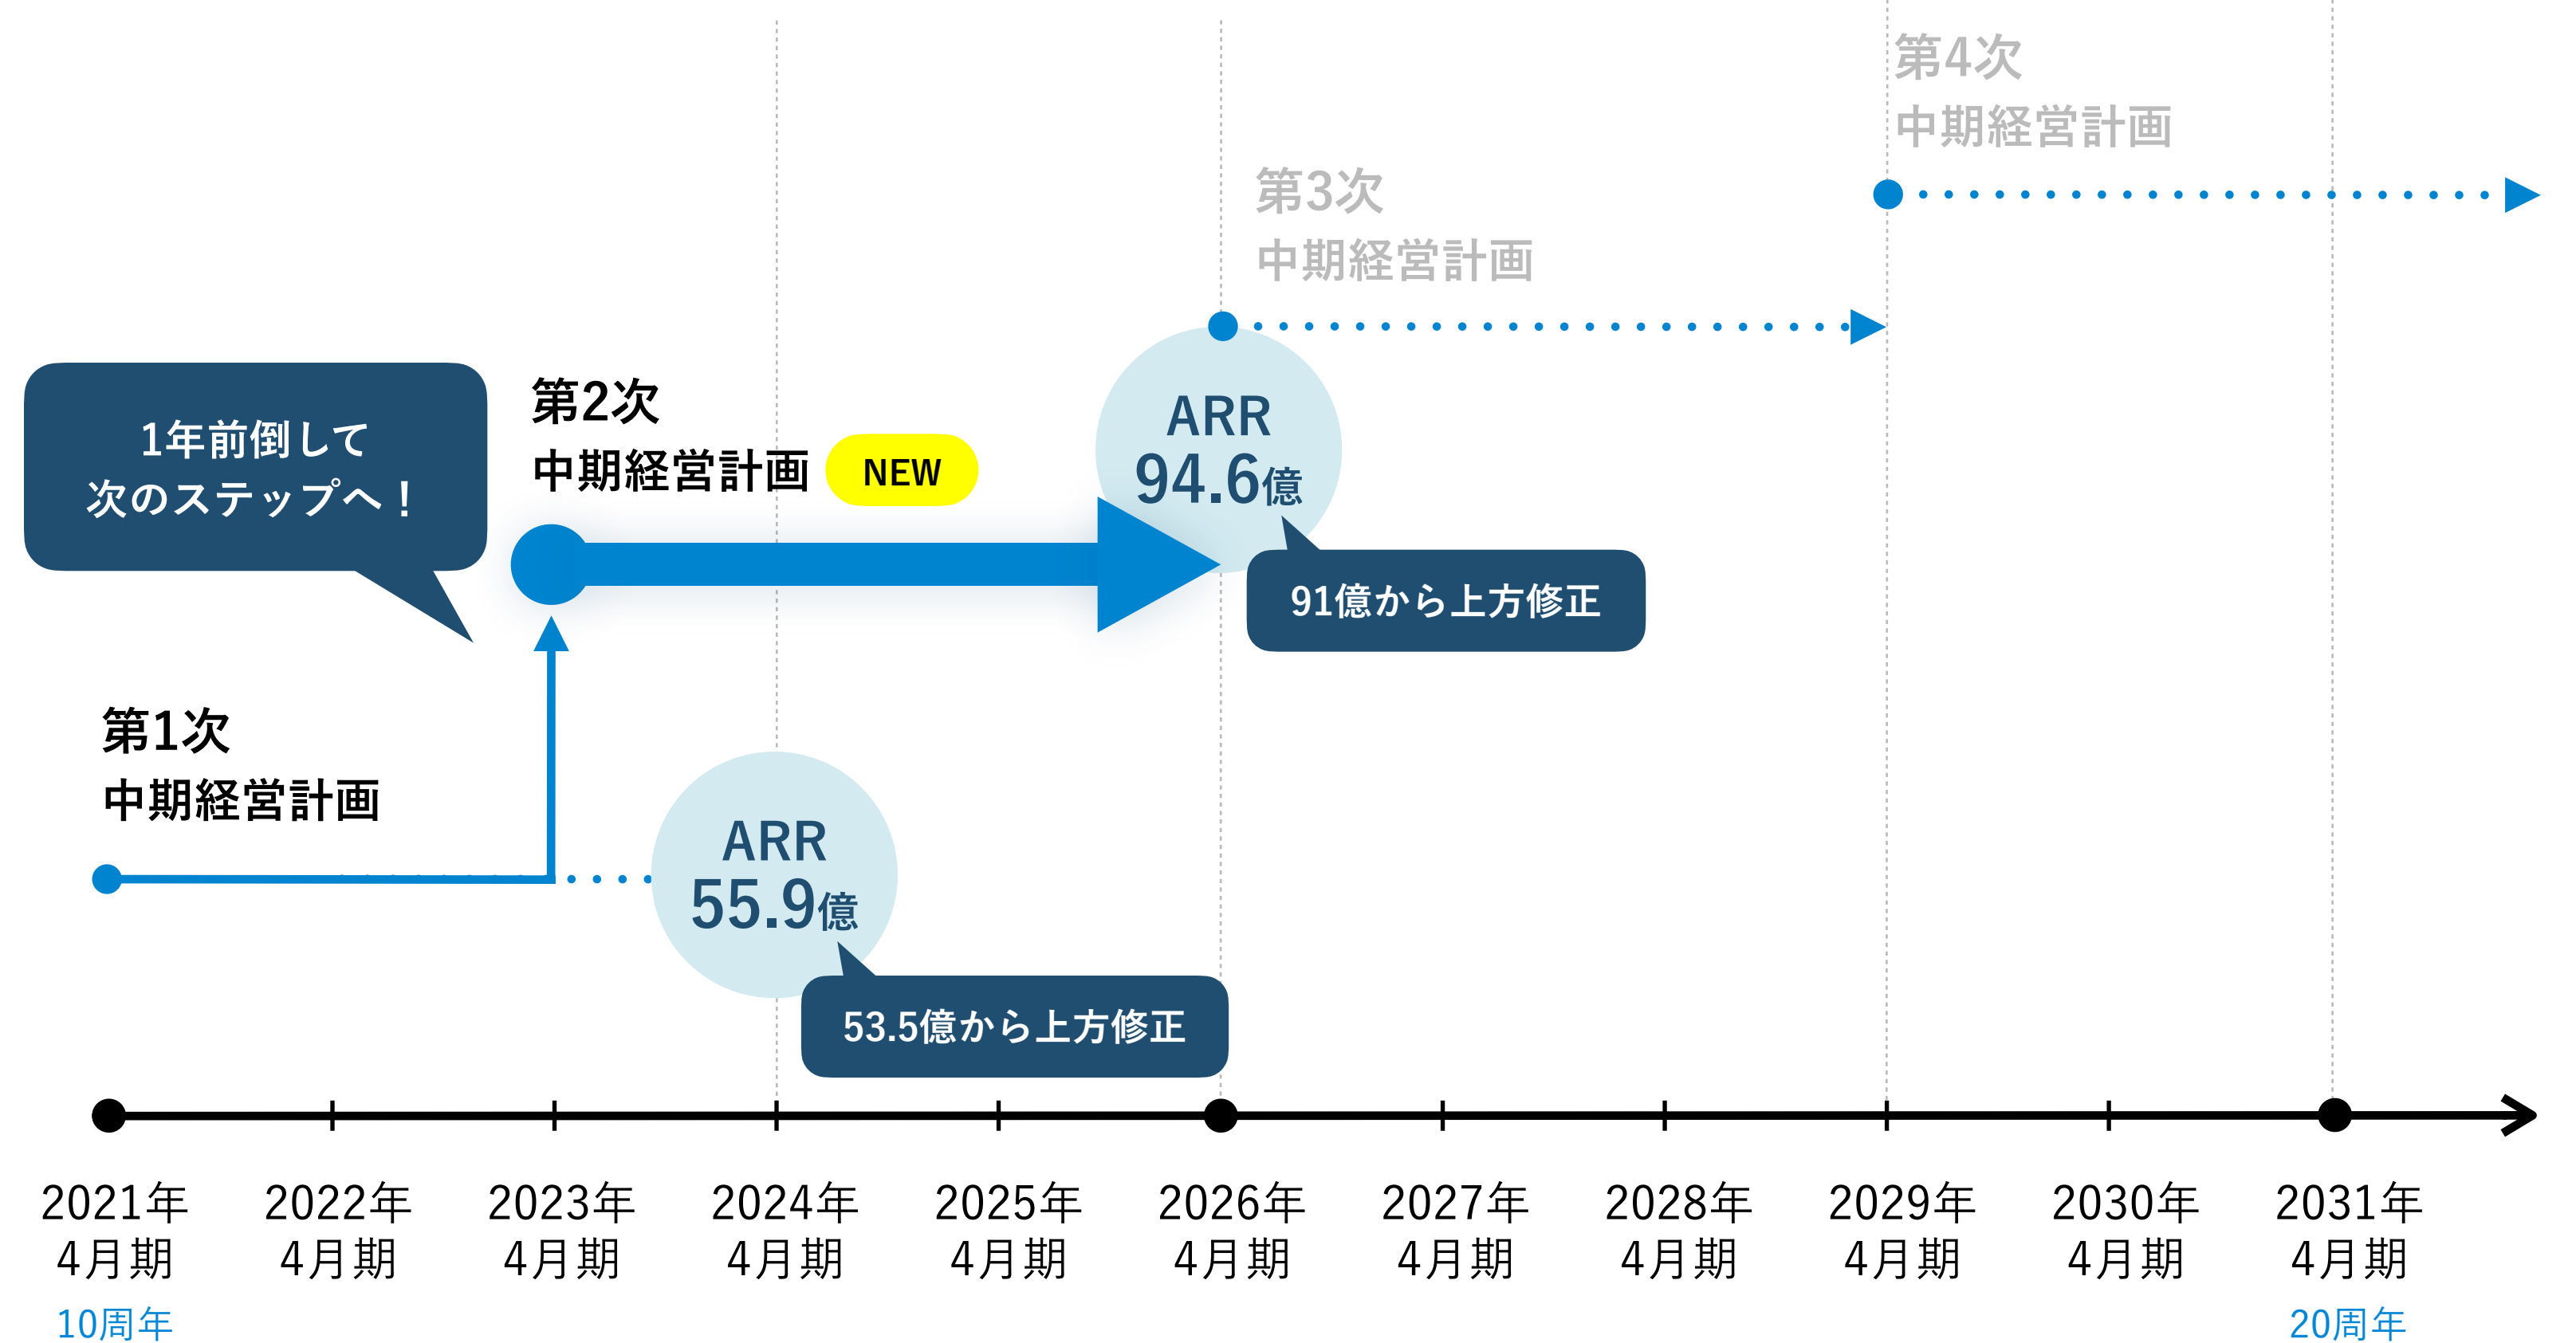 第4次
中期経営計画
第3次
中期経営計画
1年前倒して
次のステップへ！
第2次
中期経営計画
NEW
ARR
94.6億
91億から上方修正
第1次
中期経営計画
ARR
55.9億
53.5億から上方修正
2021年
4月期
10周年
2022年
4月期
2023年
4月期
2024年
4月期
2025年
4月期
2026年
4月期
2027年
4月期
2028年
4月期
2029年
4月期
2030年
4月期
2031年
4月期
20周年